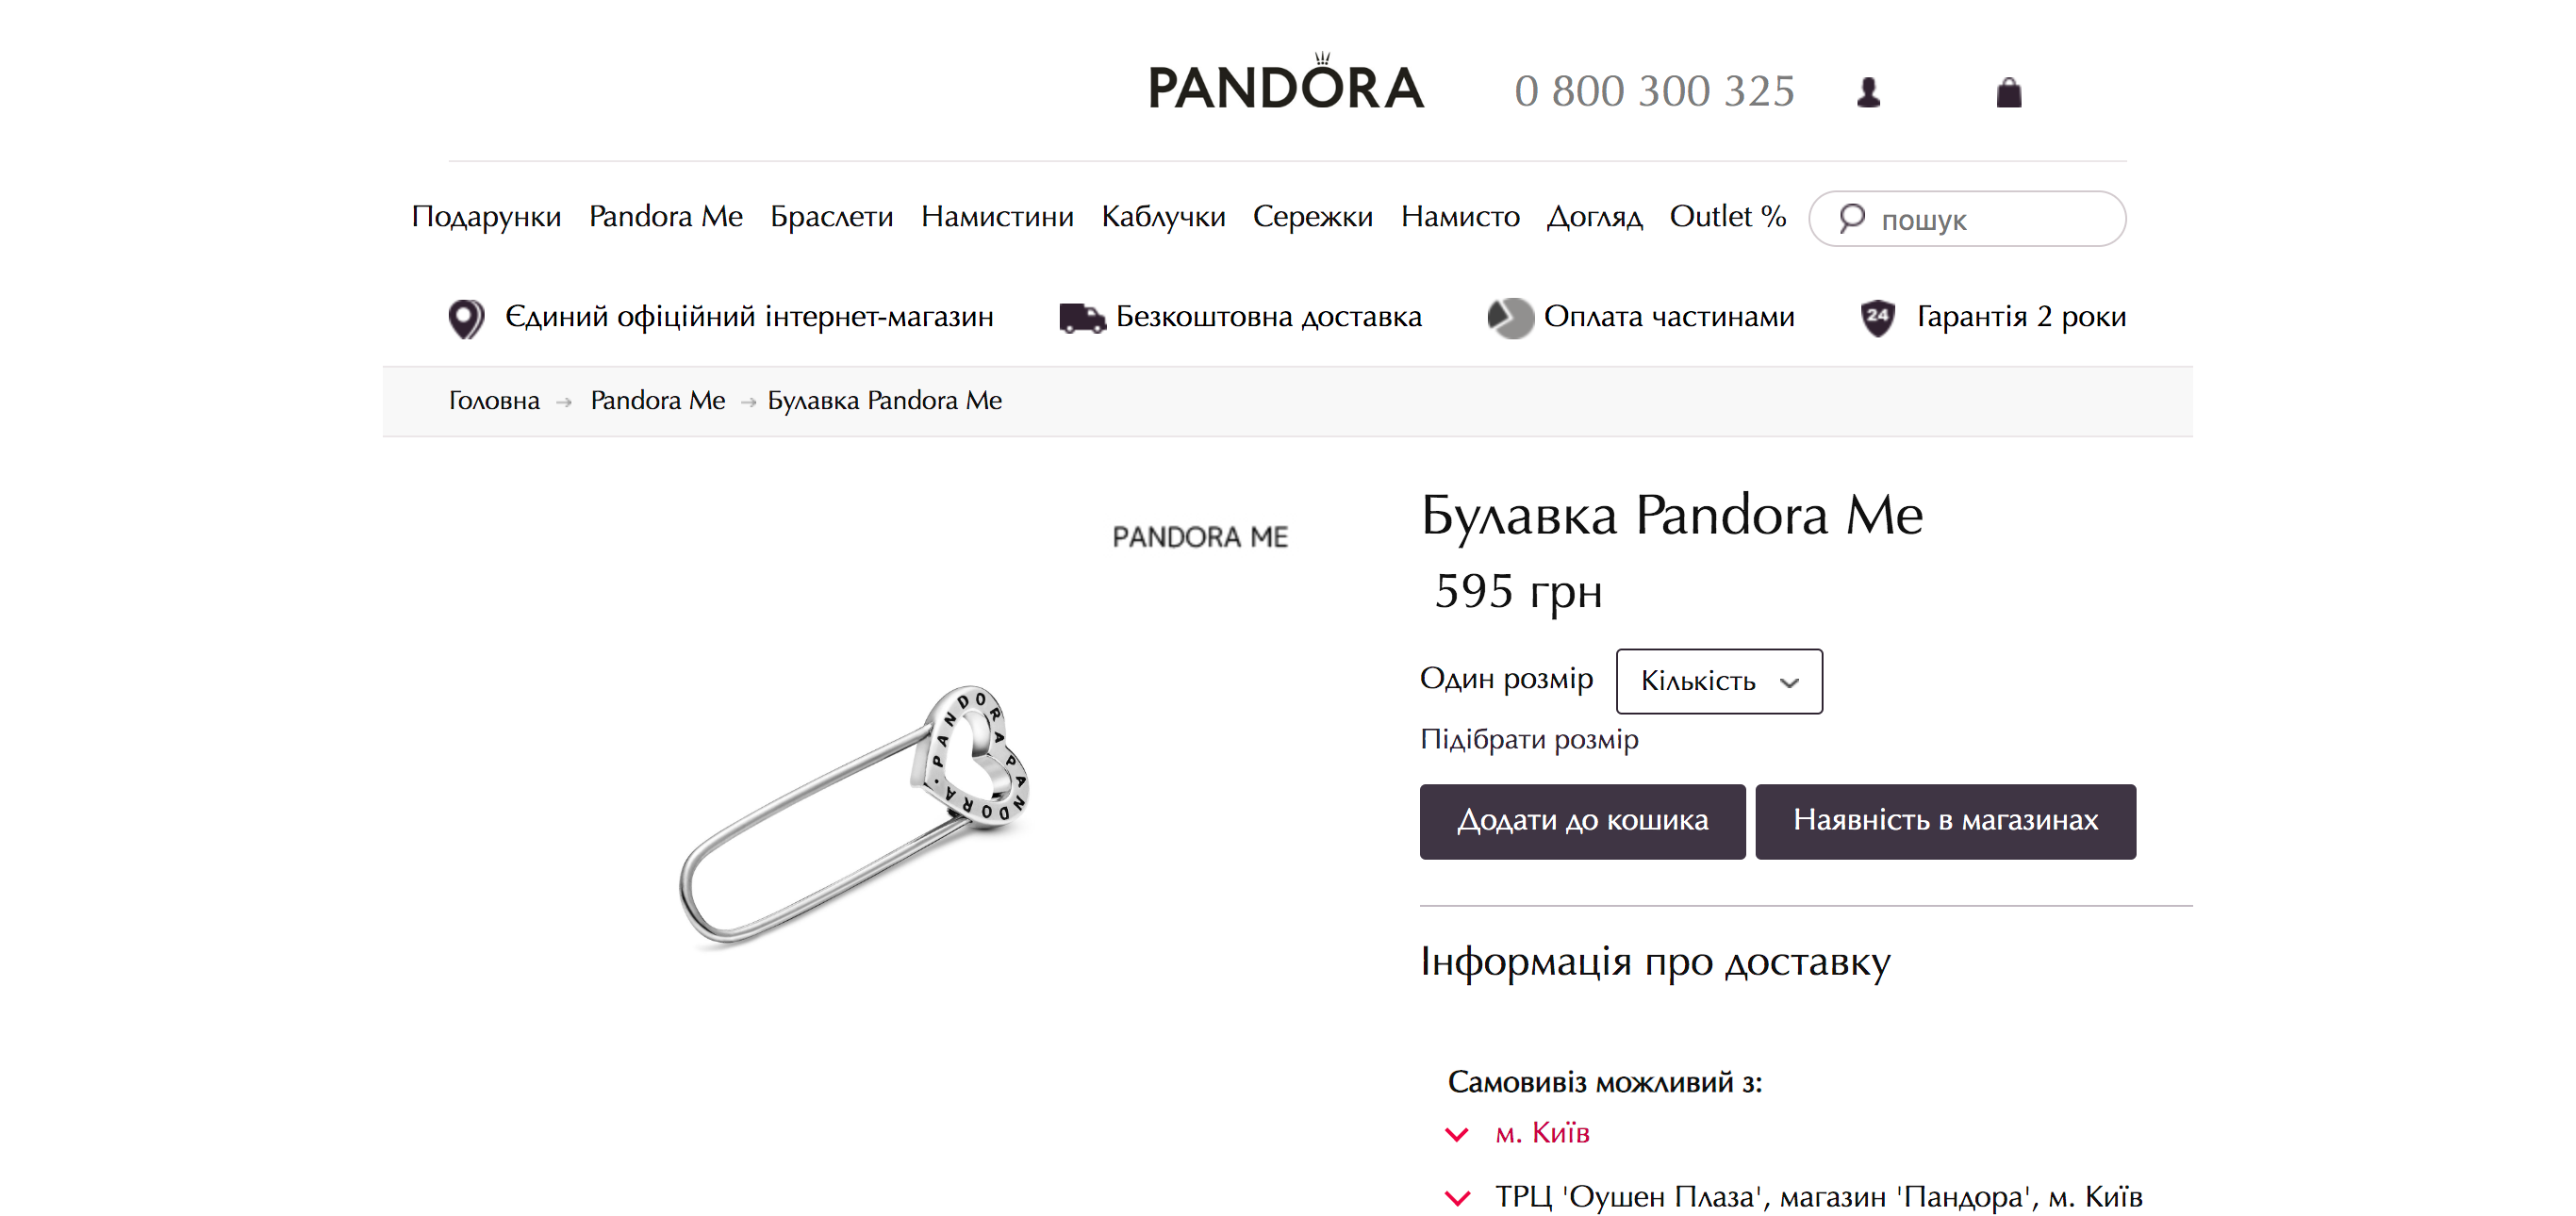 PANDORA
0 800 300 325
Подарунки Pandora Me Браслети Намистини Каблучки Сережки Намисто Догляд Outlet % пошук
Єдиний офіційний інтернет-магазин Безкоштовна доставка Оплата частинами 24 Гарантія 2 роки
Головна → Pandora Me → Булавка Pandora Me
PANDORA ME
PANDORA PANDORA
Булавка Pandora Me
595 грн
Один розмір Кількість
Підібрати розмір
Додати до кошика Наявність в магазинах
Інформація про доставку
Самовивіз можливий з:
м. Київ
ТРЦ 'Оушен Плаза', магазин 'Пандора', м. Київ